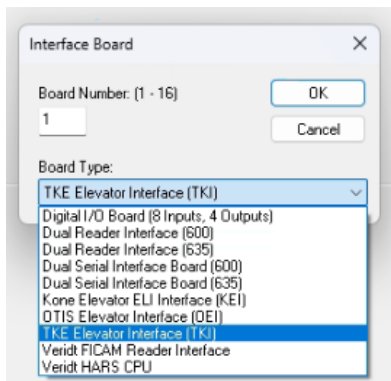 Interface Board
Board Number: (1 - 16)
OK
1
Cancel
Board Type:
TKE Elevator Interface (TKI)
Digital I/O Board (8 Inputs, 4 Outputs)
Dual Reader Interface (600)
Dual Reader Interface (635)
Dual Serial Interface Board (600)
Dual Serial Interface Board (635)
Kone Elevator ELI Interface (KEI)
OTIS Elevator Interface (OEI)
TKE Elevator Interface (TKI)
Veridt FICAM Reader Interface
Veridt HARS CPU